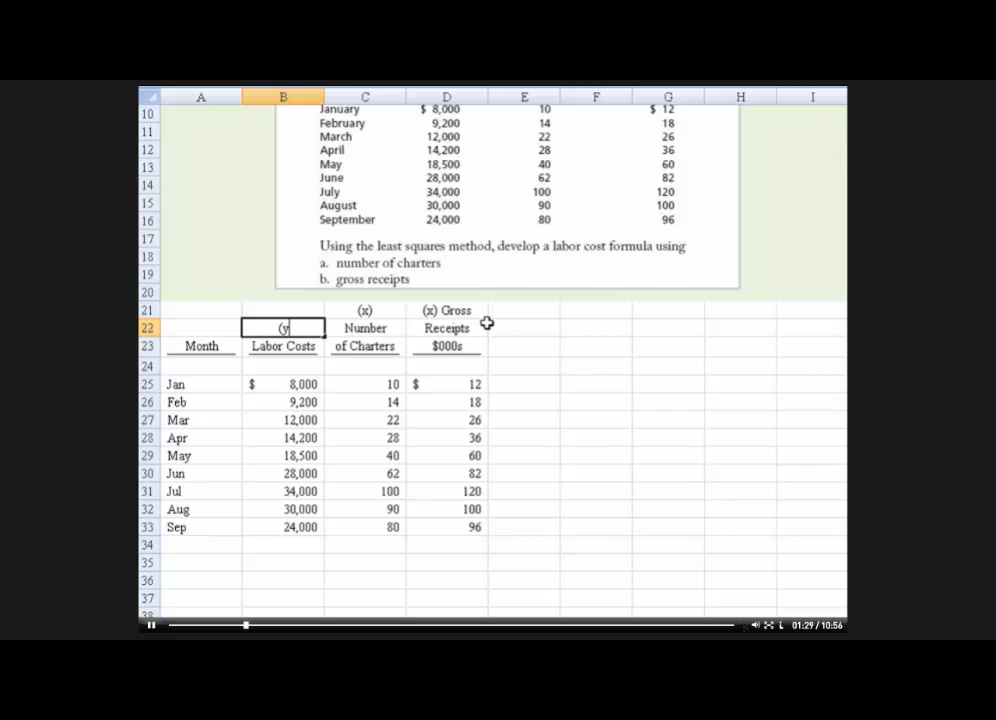 A B C D E F G H I
10 January $ 8,000 10 $ 12
11 February 9,200 14 18
March 12,000 22 26
12 April 14,200 28 36
13 May 18,500 40 60
14 June 28,000 62 82
15 July 34,000 100 120
August 30,000 90 100
16 September 24,000 80 96
17
18 Using the least squares method, develop a labor cost formula using
19 a. number of charters
20 b. gross receipts
21 (x) (x) Gross
22 (y Number Receipts
23 Month Labor Costs of Charters $000s
24
25 Jan $ 8,000 10 $ 12
26 Feb 9,200 14 18
27 Mar 12,000 22 26
28 Apr 14,200 28 36
29 May 18,500 40 60
30 Jun 28,000 62 82
31 Jul 34,000 100 120
32 Aug 30,000 90 100
33 Sep 24,000 80 96
34
35
36
37
38
01:29 / 10:56